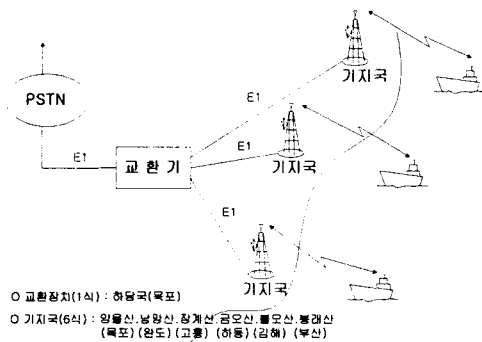 기지국
PSTN
E1
E1
기지국
E1
교 환 기
E1
기지국
○ 교환장치(1식) : 하당국(목포)
○ 기지국(6식) : 양을산.남망산.장계산.금오산.불모산.봉래산
(목포) (완도) (고흥) (하동) (김해) (부산)